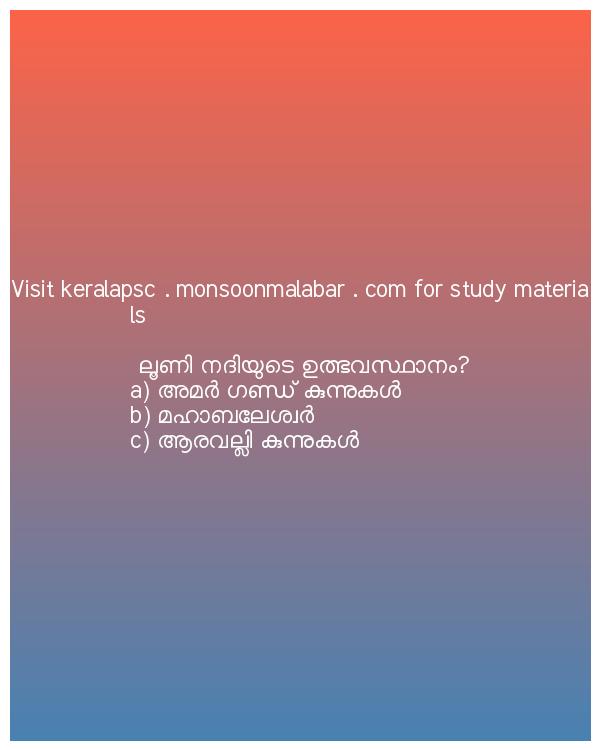 Visit keralapsc . monsoonmalabar . com for study materia
ls
ലൂണി നദിയുടെ ഉത്ഭവസ്ഥാനം?
a) അമർ ഗണ്ഡ് കുന്നുകൾ
b) മഹാബലേശ്വർ
c) ആരവല്ലി കുന്നുകൾ